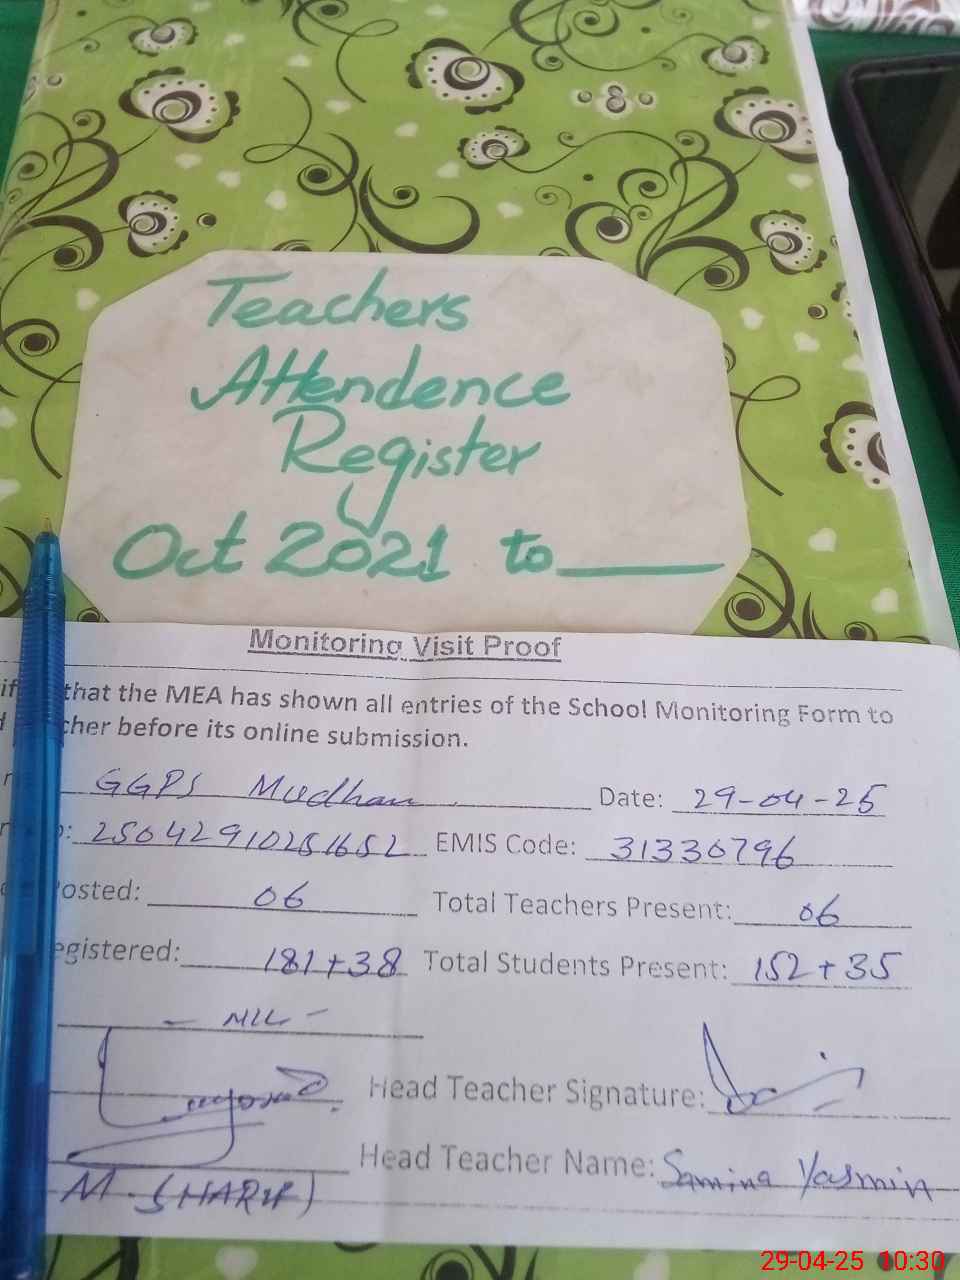 Teachers
Attendence
Register
Oct 2021 to
Monitoring Visit Proof
that the MEA has shown all entries of the School Monitoring Form to
before its online submission.
GGPS Mudhan Date: 29-04-25
25042910251652 EMIS Code: 31330796
Posted: 06 Total Teachers Present: 06
egistered: 181+38 Total Students Present: 152+35
- NIL -
Head Teacher Signature:
Head Teacher Name: Samina Yasmin
M. SHARIF
29-04-25 10:30